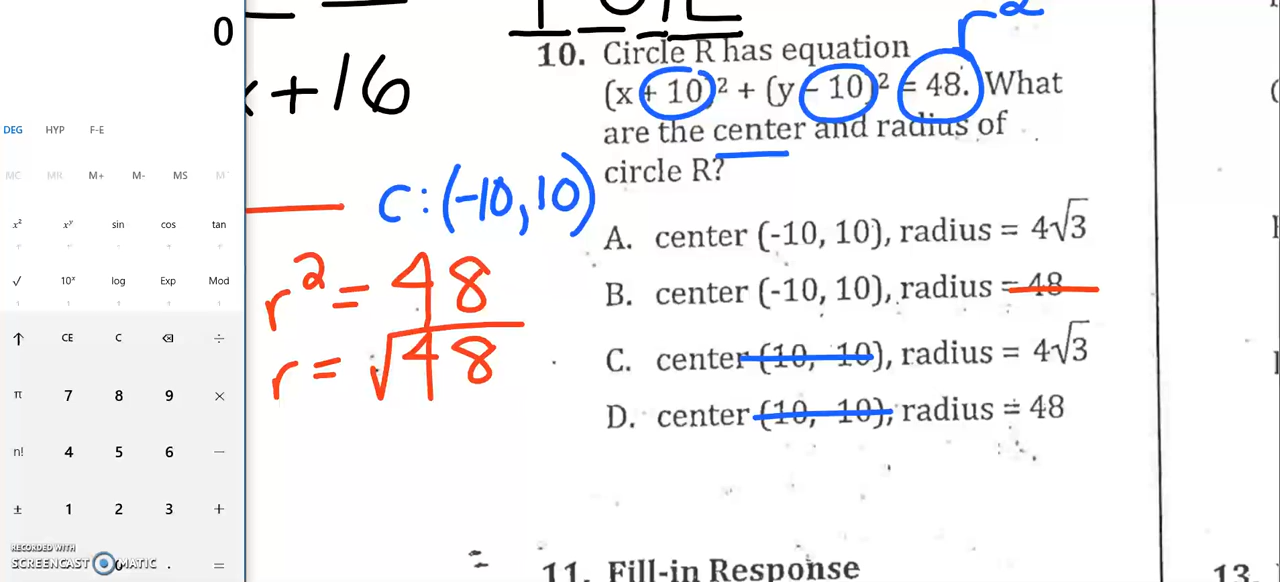 0
x+16
r²
10. Circle R has equation
(x + 10)² + (y − 10)² = 48. What
are the center and radius of
circle R?
c: (-10, 10)
r² = 48
r = √48
A. center (-10, 10), radius = 4√3
B. center (-10, 10), radius = 48
C. center (10, 10), radius = 4√3
D. center (10, 10), radius = 48
11. Fill-in Response
13.
DEG HYP F-E
MC MR M+ M- MS M
x² xʸ sin cos tan
√ 10ˣ log Exp Mod
↑ CE C ⌫ ÷
π 7 8 9 ×
n! 4 5 6 −
± 1 2 3 +
0 . =
RECORDED WITH
SCREENCAST MATIC